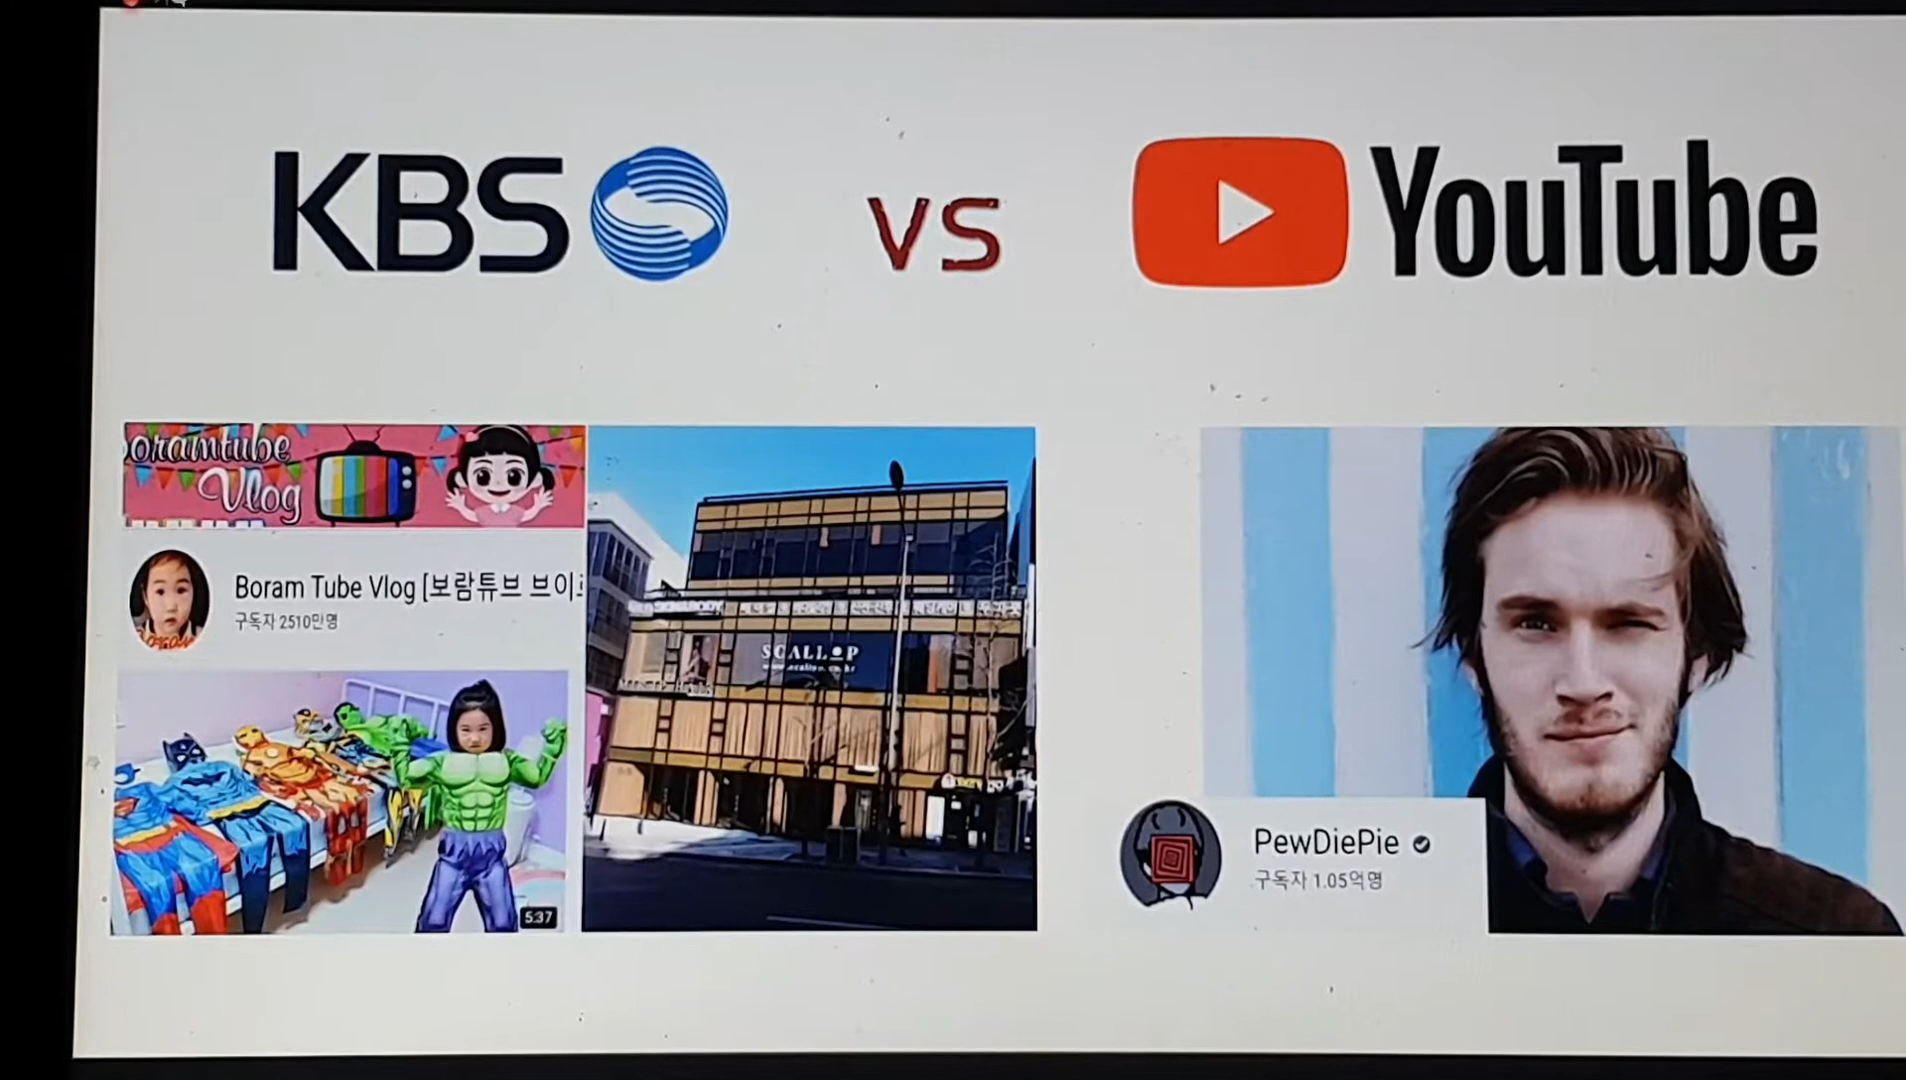 KBS
vs
YouTube
oramtube
Vlog
Boram Tube Vlog [보람튜브 브이
구독자 2510만명
5:37
SCALLOP
PewDiePie
구독자 1.05억명